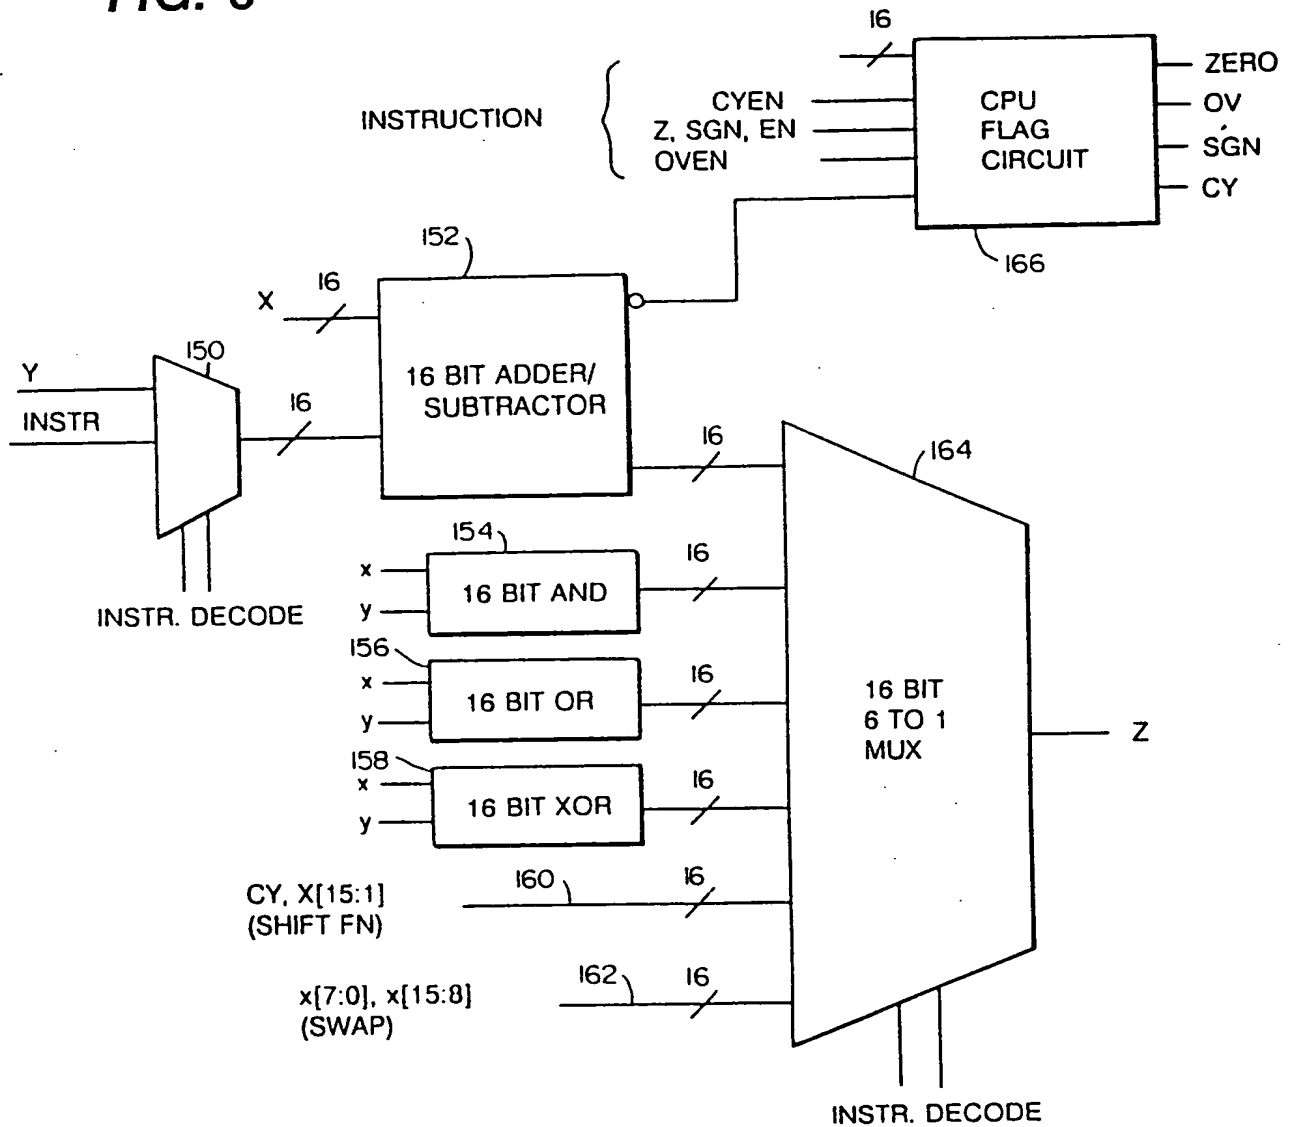 FIG.
16
INSTRUCTION
CYEN
Z, SGN, EN
OVEN
CPU
FLAG
CIRCUIT
ZERO
OV
SGN
CY
166
152
X
16
16 BIT ADDER/
SUBTRACTOR
150
Y
INSTR
16
INSTR. DECODE
16
164
154
x
y
16 BIT AND
16
156
x
y
16 BIT OR
16
158
x
y
16 BIT XOR
16
16 BIT
6 TO 1
MUX
Z
CY, X[15:1]
(SHIFT FN)
160
16
x[7:0], x[15:8]
(SWAP)
162
16
INSTR. DECODE